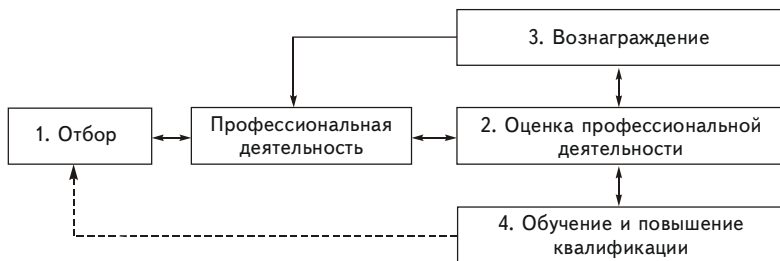 3. Вознаграждение
1. Отбор
Профессиональная
деятельность
2. Оценка профессиональной
деятельности
4. Обучение и повышение
квалификации